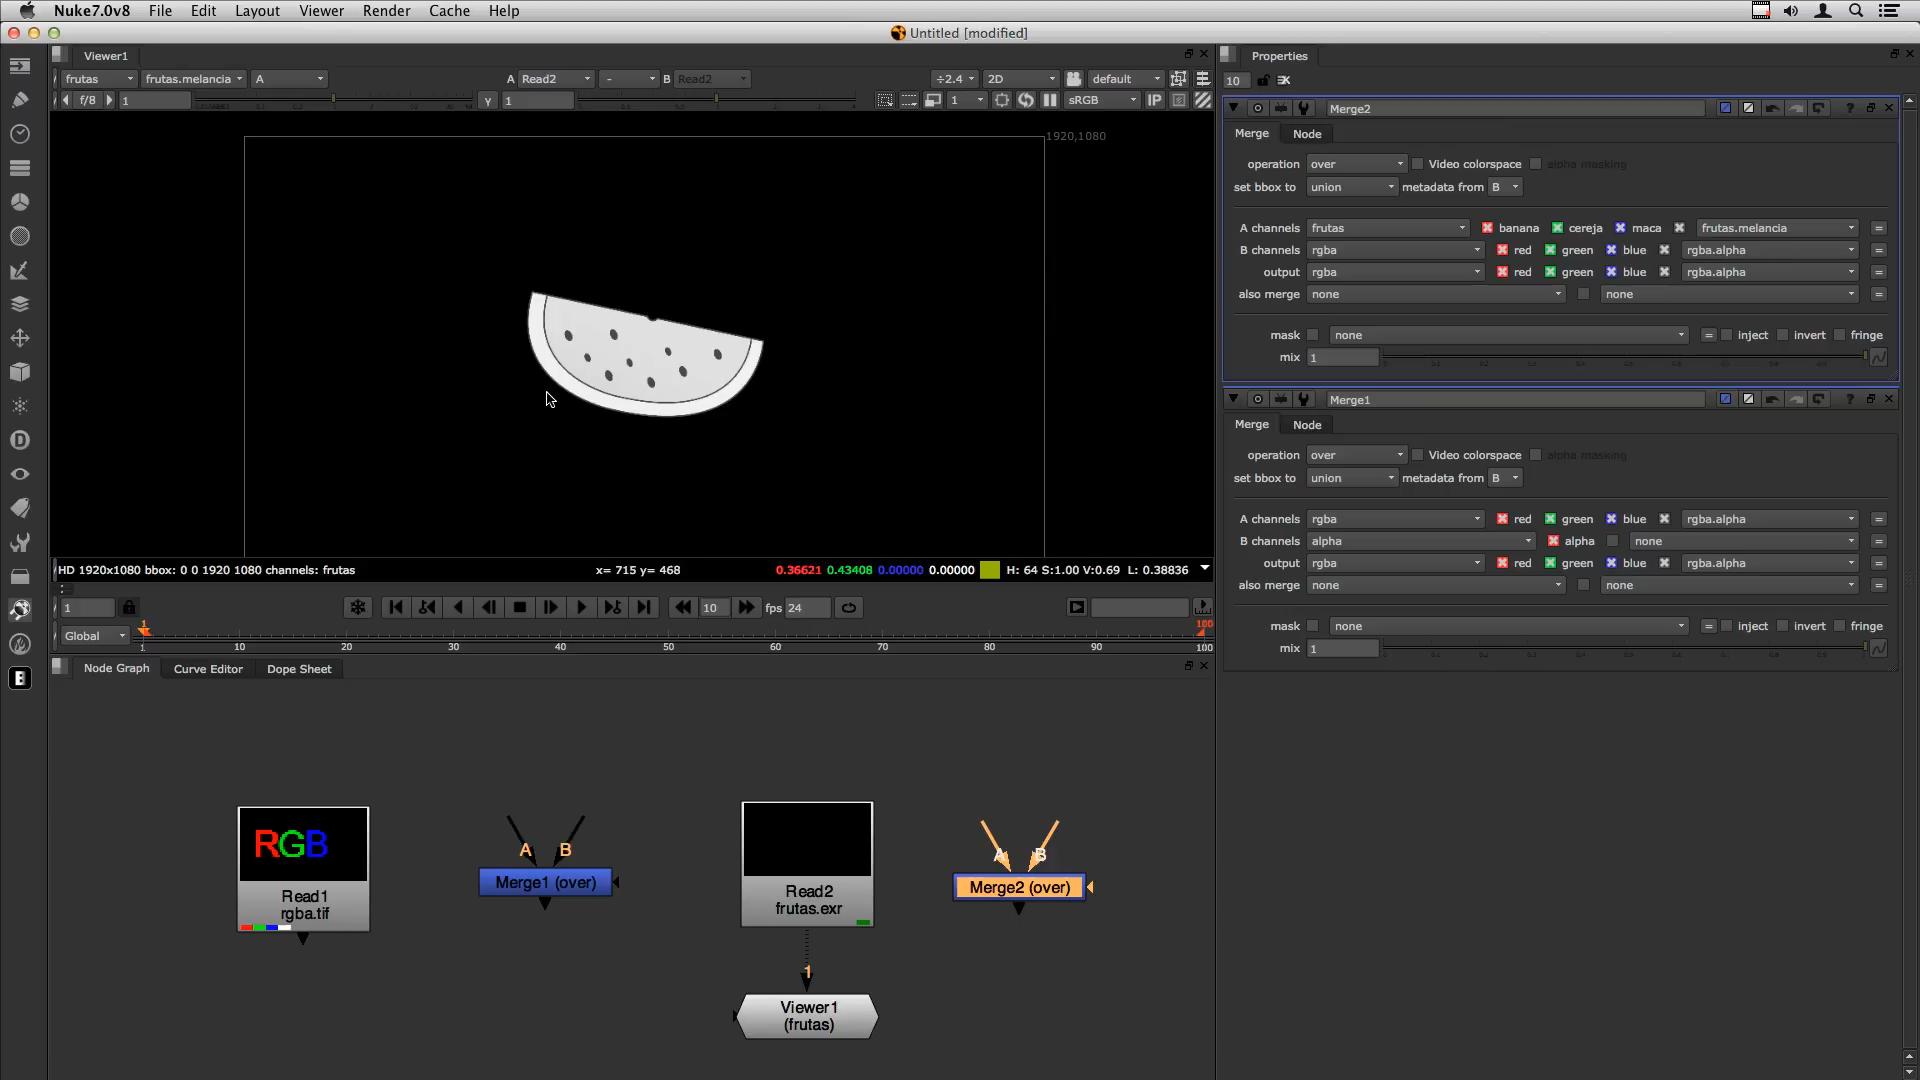 Nuke7.0v8 File Edit Layout Viewer Render Cache Help
Untitled [modified]
Viewer1
frutas frutas.melancia A A Read2 - B Read2 ÷2.4 2D default
f/8 1 Y 1 1 sRGB IP
1920,1080
HD 1920x1080 bbox: 0 0 1920 1080 channels: frutas x= 715 y= 468 0.36621 0.43408 0.00000 0.00000 H: 64 S:1.00 V:0.69 L: 0.38836
1 10 fps 24
Global 1 100
1 10 20 30 40 50 60 70 80 90 100
Node Graph Curve Editor Dope Sheet
RGB
Read1
rgba.tif
A B
Merge1 (over)
Read2
frutas.exr
A B
Merge2 (over)
1
Viewer1
(frutas)
Properties
10
Merge2
Merge Node
operation over Video colorspace alpha masking
set bbox to union metadata from B
A channels frutas banana cereja maca frutas.melancia =
B channels rgba red green blue rgba.alpha =
output rgba red green blue rgba.alpha =
also merge none none =
mask none = inject invert fringe
mix 1
Merge1
Merge Node
operation over Video colorspace alpha masking
set bbox to union metadata from B
A channels rgba red green blue rgba.alpha =
B channels alpha alpha none =
output rgba red green blue rgba.alpha =
also merge none none =
mask none = inject invert fringe
mix 1